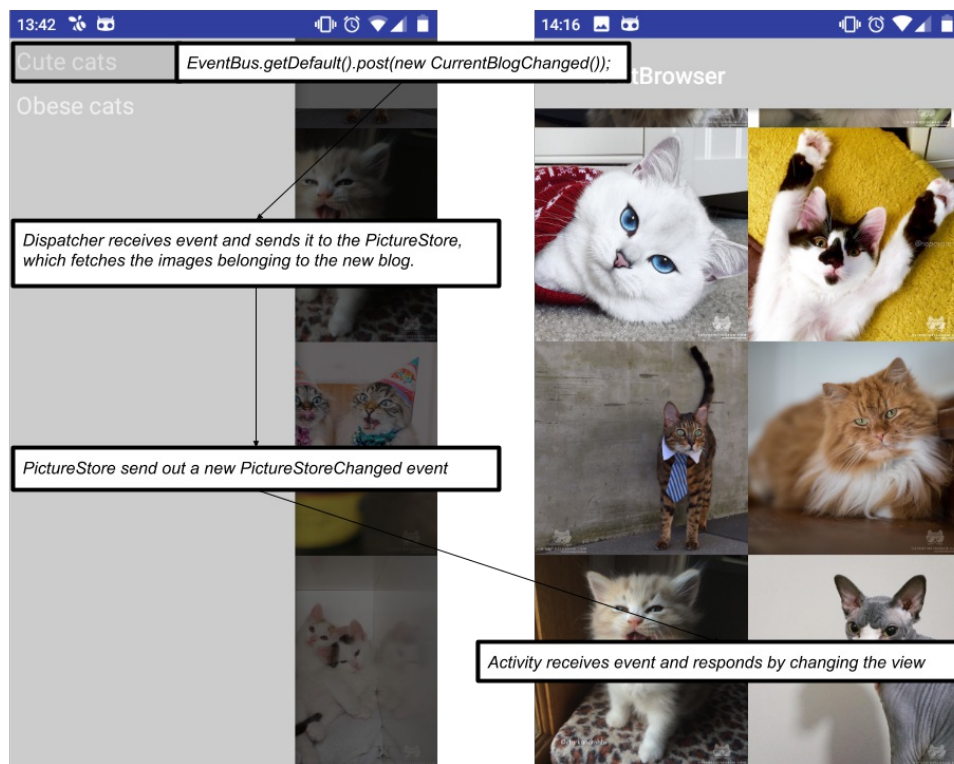 13:42
14:16
Cute cats
EventBus.getDefault().post(new CurrentBlogChanged());
tBrowser
Obese cats
Dispatcher receives event and sends it to the PictureStore,
which fetches the images belonging to the new blog.
PictureStore send out a new PictureStoreChanged event
Activity receives event and responds by changing the view